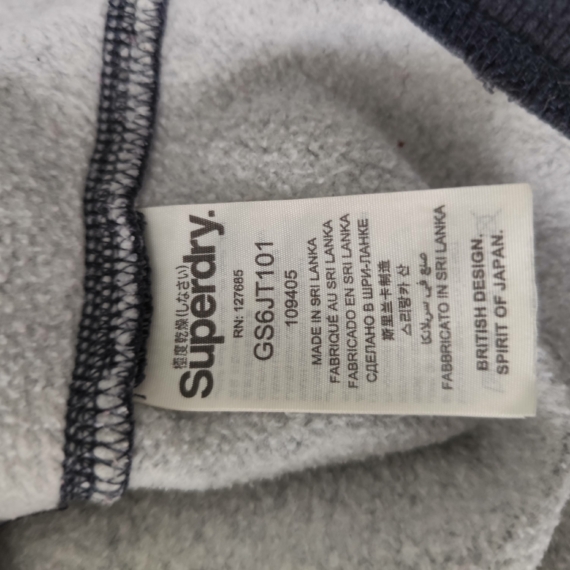 極度乾燥(しなさい)
Superdry.
RN: 127685
GS6JT101
109405
MADE IN SRI LANKA
FABRIQUÉ AU SRI LANKA
FABRICADO EN SRI LANKA
СДЕЛАНО В ШРИ-ЛАНКЕ
斯里兰卡制造
스리랑카 산
صنع في سريلانكا
FABBRICATO IN SRI LANKA
BRITISH DESIGN.
SPIRIT OF JAPAN.